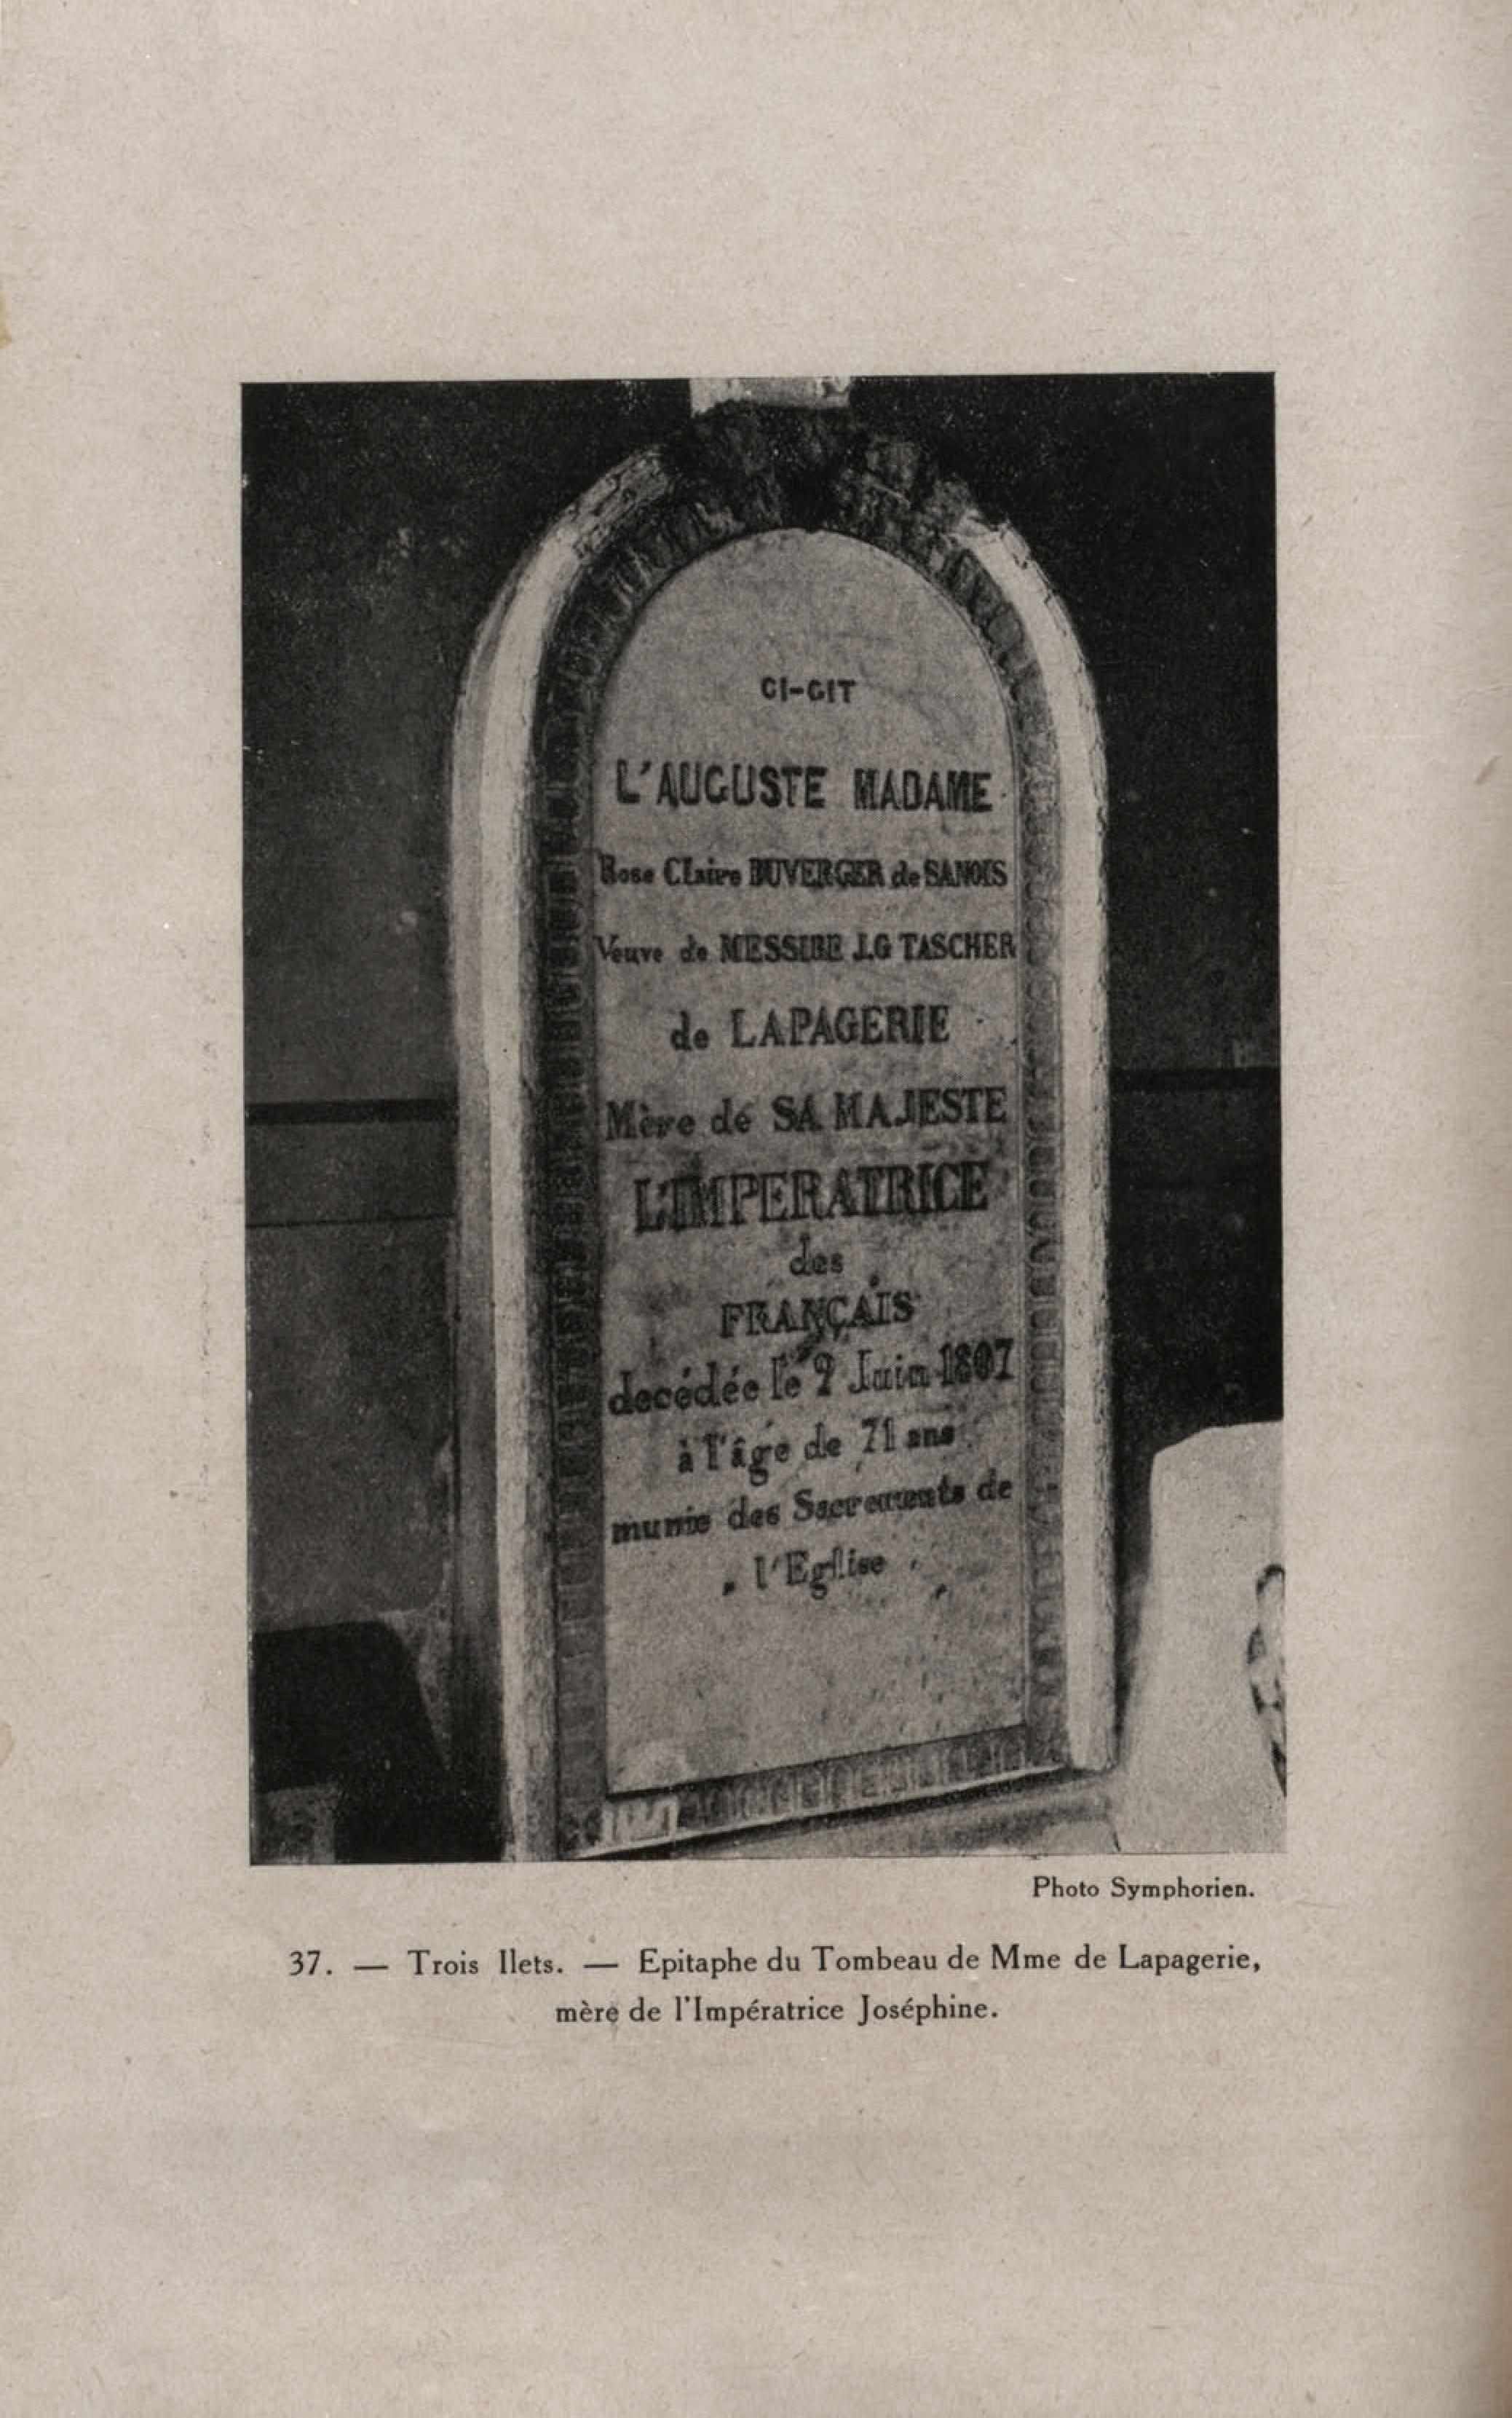 CI-GIT
L'AUGUSTE MADAME
Rose Claire DUVERGER de SANOIS
Veuve de MESSIRE J.G TASCHER
de LAPAGERIE
Mère de SA MAJESTE
L'IMPERATRICE
des
FRANÇAIS
decédée le 2 Juin 1807
à l'âge de 71 ans
munie des Sacrements de
l'Eglise
Photo Symphorien.
37. — Trois Ilets. — Epitaphe du Tombeau de Mme de Lapagerie,
mère de l'Impératrice Joséphine.